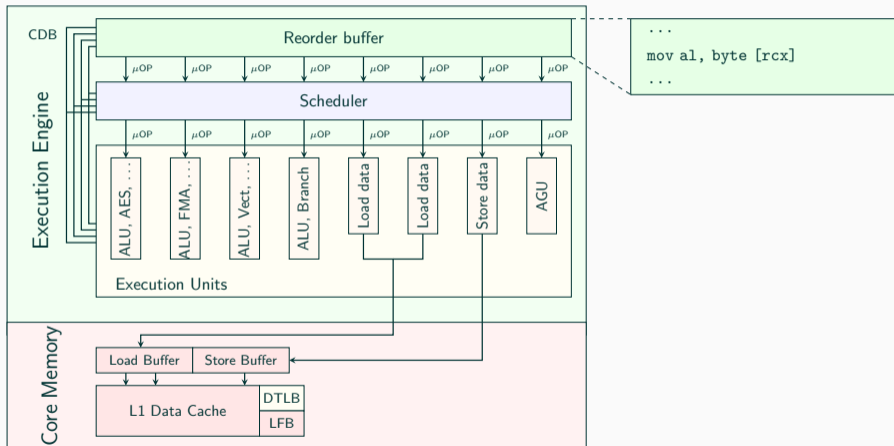 CDB
Reorder buffer
...
mov al, byte [rcx]
...
μOP μOP μOP μOP μOP μOP μOP μOP
Scheduler
μOP μOP μOP μOP μOP μOP μOP μOP
Execution Engine
ALU, AES, ...
ALU, FMA, ...
ALU, Vect, ...
ALU, Branch
Load data
Load data
Store data
AGU
Execution Units
Core Memory
Load Buffer
Store Buffer
L1 Data Cache
DTLB
LFB